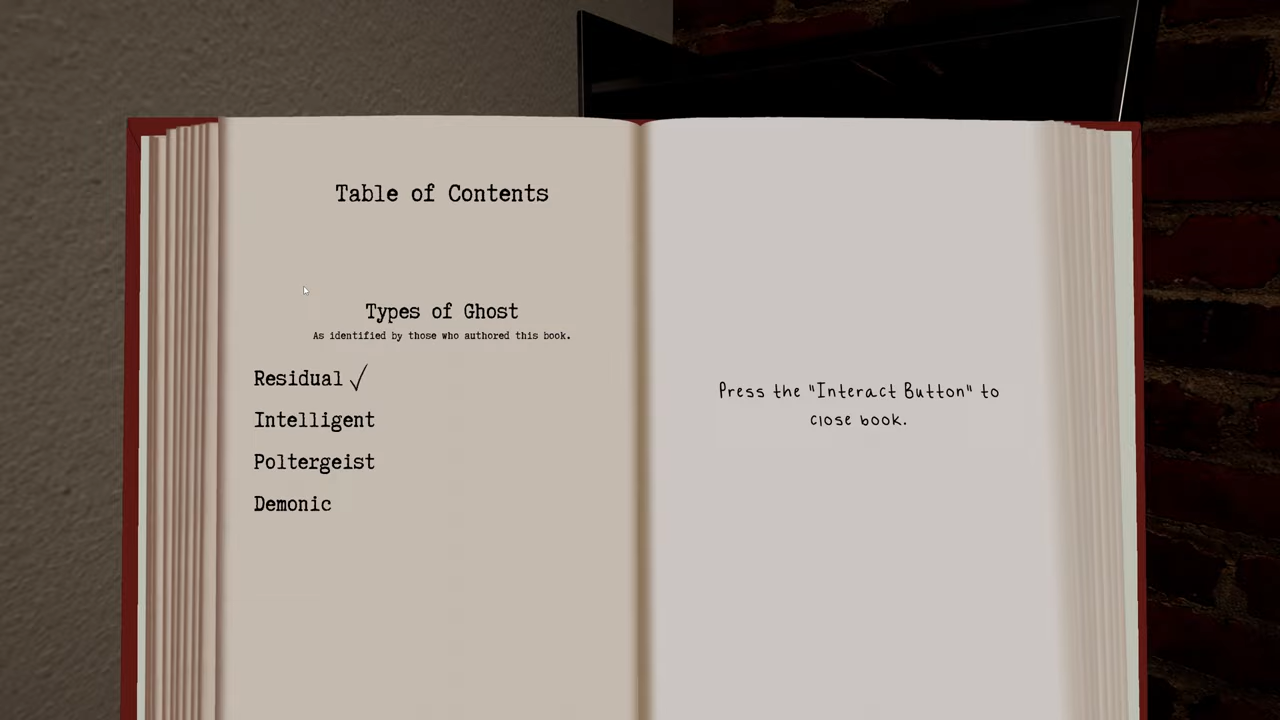 Table of Contents
Types of Ghost
As identified by those who authored this book.
Residual ✓
Intelligent
Poltergeist
Demonic
Press the "Interact Button" to
close book.